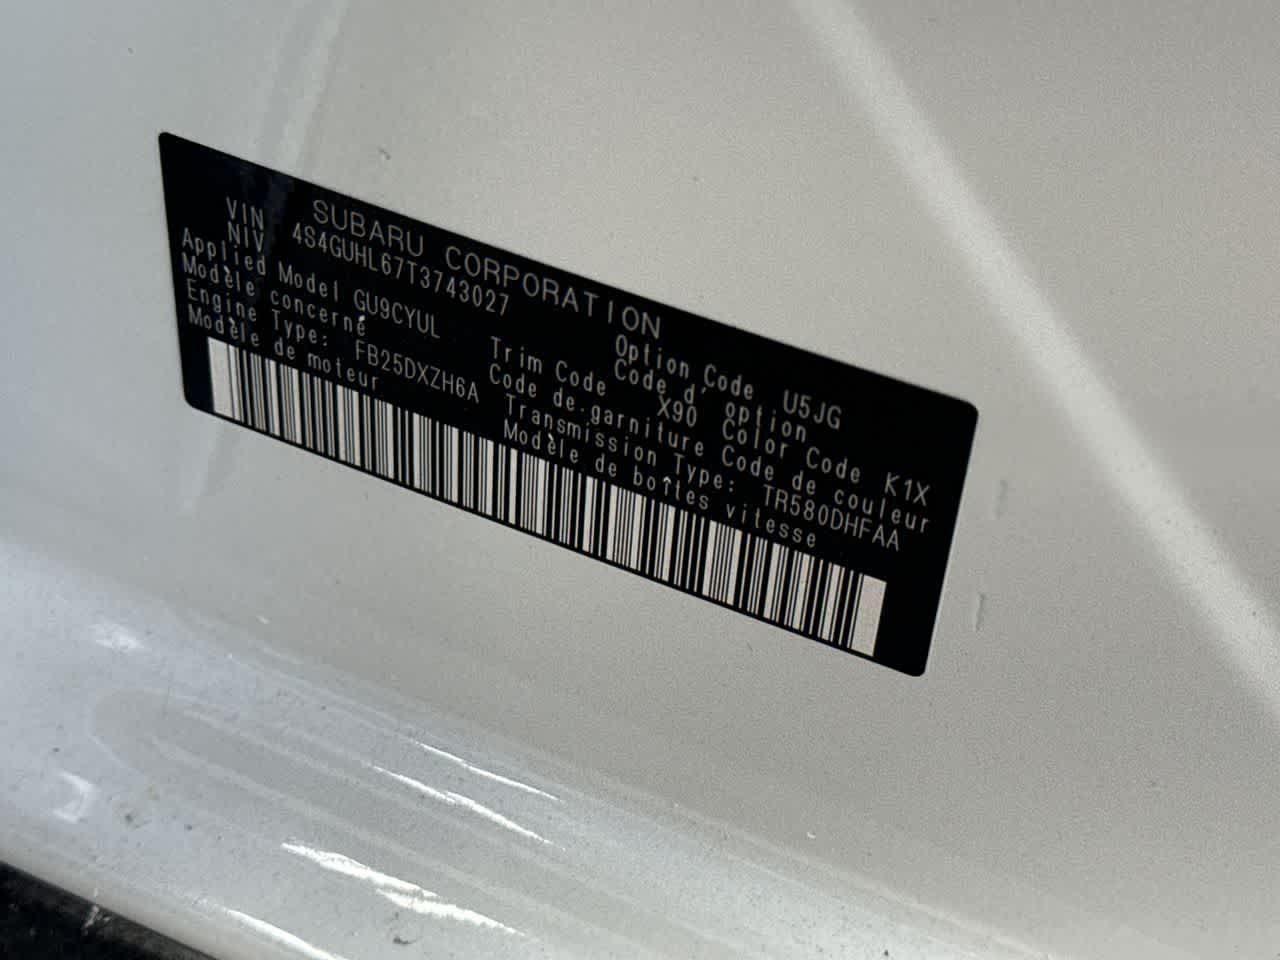 SUBARU CORPORATION
VIN
NIV 4S4GUHL67T3743027
Option Code U5JG
Code d'option
Applied Model GU9CYUL
Modèle concerné
Trim Code X90 Color Code K1X
Code de garniture Code de couleur
Engine Type: FB25DXZH6A
Modèle de moteur
Transmission Type: TR580DHFAA
Modèle de boîtes vitesse